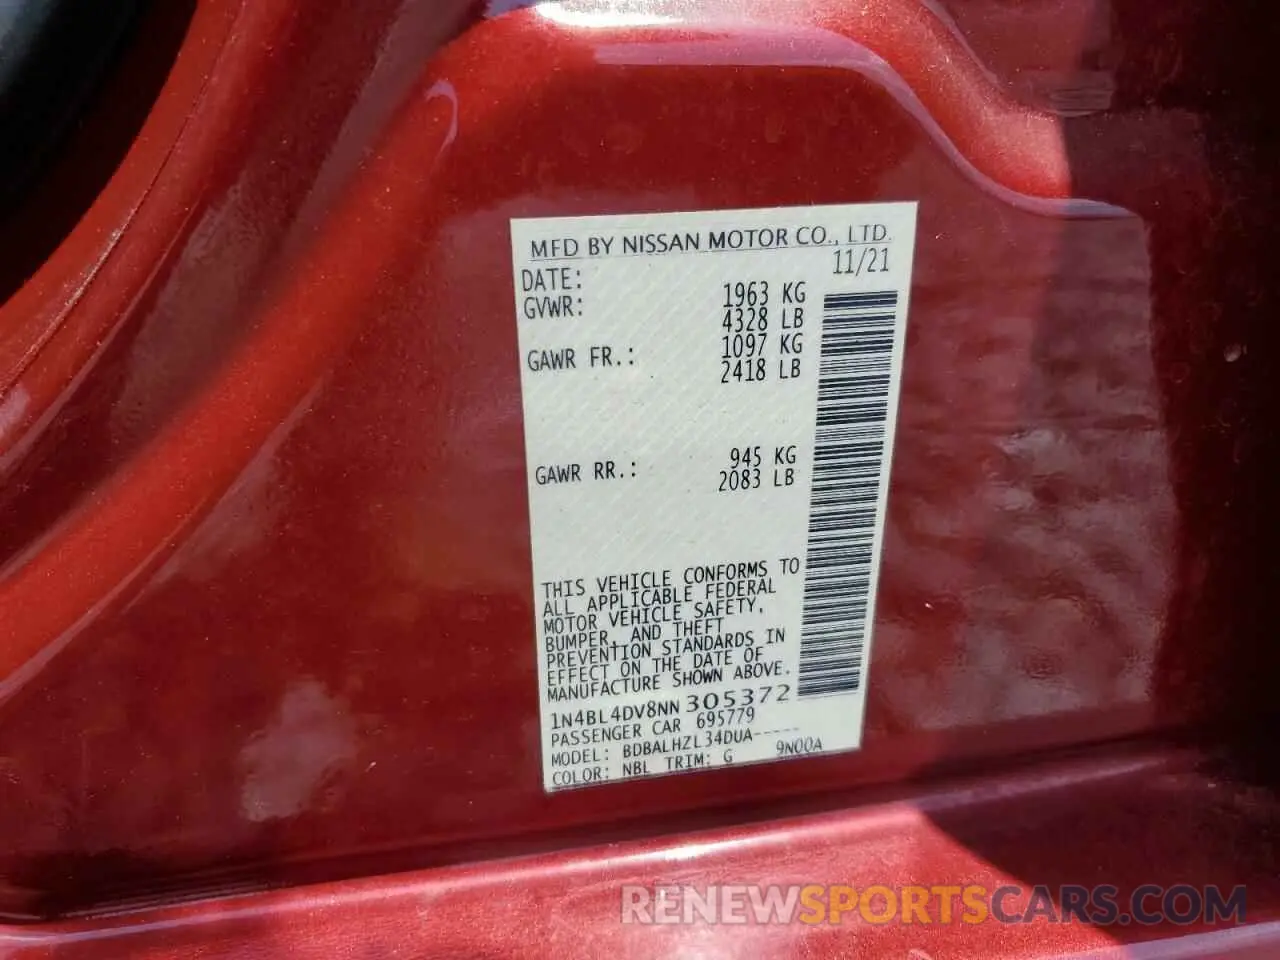 MFD BY NISSAN MOTOR CO., LTD.
DATE: 11/21
GVWR: 1963 KG
4328 LB
GAWR FR.: 1097 KG
2418 LB
GAWR RR.: 945 KG
2083 LB
THIS VEHICLE CONFORMS TO
ALL APPLICABLE FEDERAL
MOTOR VEHICLE SAFETY,
BUMPER, AND THEFT
PREVENTION STANDARDS IN
EFFECT ON THE DATE OF
MANUFACTURE SHOWN ABOVE.
1N4BL4DV8NN305372
PASSENGER CAR 695779
MODEL: BDBALHZL34DUA-----
COLOR: NBL TRIM: G 9N00A
RENEWSPORTSCARS.COM